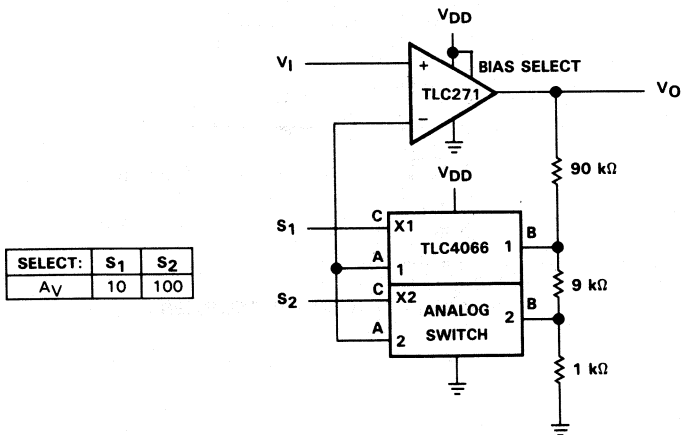 VDD
VI
+
BIAS SELECT
TLC271
−
VO
90 kΩ
VDD
S1
C
X1
TLC4066
1
B
A
1
9 kΩ
S2
C
X2
ANALOG
SWITCH
2
B
A
2
1 kΩ
SELECT: S1 S2
AV 10 100